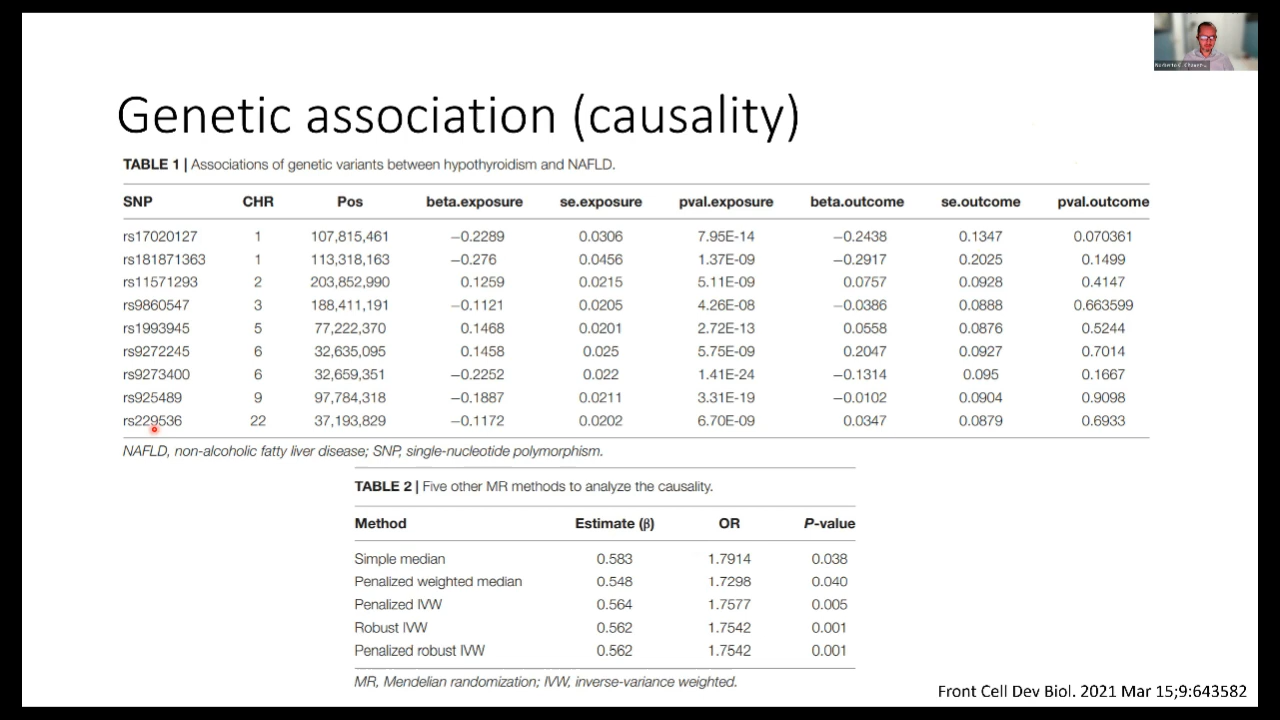 Genetic association (causality)
TABLE 1 | Associations of genetic variants between hypothyroidism and NAFLD.
SNP CHR Pos beta.exposure se.exposure pval.exposure beta.outcome se.outcome pval.outcome
rs17020127 1 107,815,461 −0.2289 0.0306 7.95E-14 −0.2438 0.1347 0.070361
rs181871363 1 113,318,163 −0.276 0.0456 1.37E-09 −0.2917 0.2025 0.1499
rs11571293 2 203,852,990 0.1259 0.0215 5.11E-09 0.0757 0.0928 0.4147
rs9860547 3 188,411,191 −0.1121 0.0205 4.26E-08 −0.0386 0.0888 0.663599
rs1993945 5 77,222,370 0.1468 0.0201 2.72E-13 0.0558 0.0876 0.5244
rs9272245 6 32,635,095 0.1458 0.025 5.75E-09 0.2047 0.0927 0.7014
rs9273400 6 32,659,351 −0.2252 0.022 1.41E-24 −0.1314 0.095 0.1667
rs925489 9 97,784,318 −0.1887 0.0211 3.31E-19 −0.0102 0.0904 0.9098
rs229536 22 37,193,829 −0.1172 0.0202 6.70E-09 0.0347 0.0879 0.6933
NAFLD, non-alcoholic fatty liver disease; SNP, single-nucleotide polymorphism.
TABLE 2 | Five other MR methods to analyze the causality.
Method Estimate (β) OR P-value
Simple median 0.583 1.7914 0.038
Penalized weighted median 0.548 1.7298 0.040
Penalized IVW 0.564 1.7577 0.005
Robust IVW 0.562 1.7542 0.001
Penalized robust IVW 0.562 1.7542 0.001
MR, Mendelian randomization; IVW, inverse-variance weighted.
Front Cell Dev Biol. 2021 Mar 15;9:643582